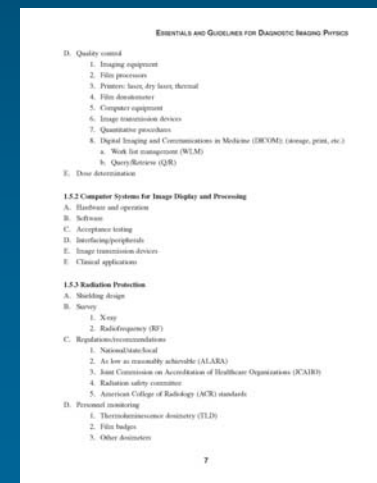 ESSENTIALS AND GUIDELINES FOR DIAGNOSTIC IMAGING PHYSICS
D. Quality control
1. Imaging equipment
2. Film processors
3. Printers: laser, dry laser, thermal
4. Film densitometer
5. Computer equipment
6. Image transmission devices
7. Quantitative procedures
8. Digital Imaging and Communications in Medicine (DICOM): (storage, print, etc.)
a. Work list management (WLM)
b. Query/Retrieve (Q/R)
E. Dose determination
1.5.2 Computer Systems for Image Display and Processing
A. Hardware and operation
B. Software
C. Acceptance testing
D. Interfacing/peripherals
E. Image transmission devices
F. Clinical applications
1.5.3 Radiation Protection
A. Shielding design
B. Survey
1. X-ray
2. Radiofrequency (RF)
C. Regulations/recommendations
1. National/state/local
2. As low as reasonably achievable (ALARA)
3. Joint Commission on Accreditation of Healthcare Organizations (JCAHO)
4. Radiation safety committee
5. American College of Radiology (ACR) standards
D. Personnel monitoring
1. Thermoluminescence dosimetry (TLD)
2. Film badges
3. Other dosimeters
7